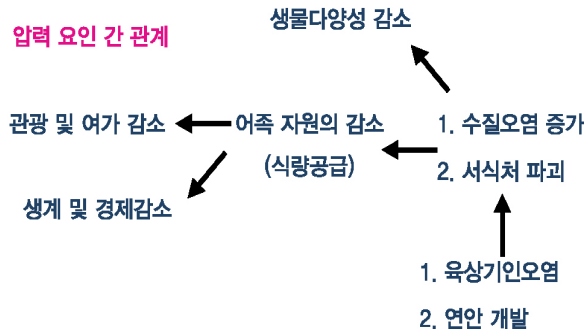 생물다양성 감소
압력 요인 간 관계
관광 및 여가 감소
어족 자원의 감소
(식량공급)
1. 수질오염 증가
2. 서식처 파괴
생계 및 경제감소
1. 육상기인오염
2. 연안 개발